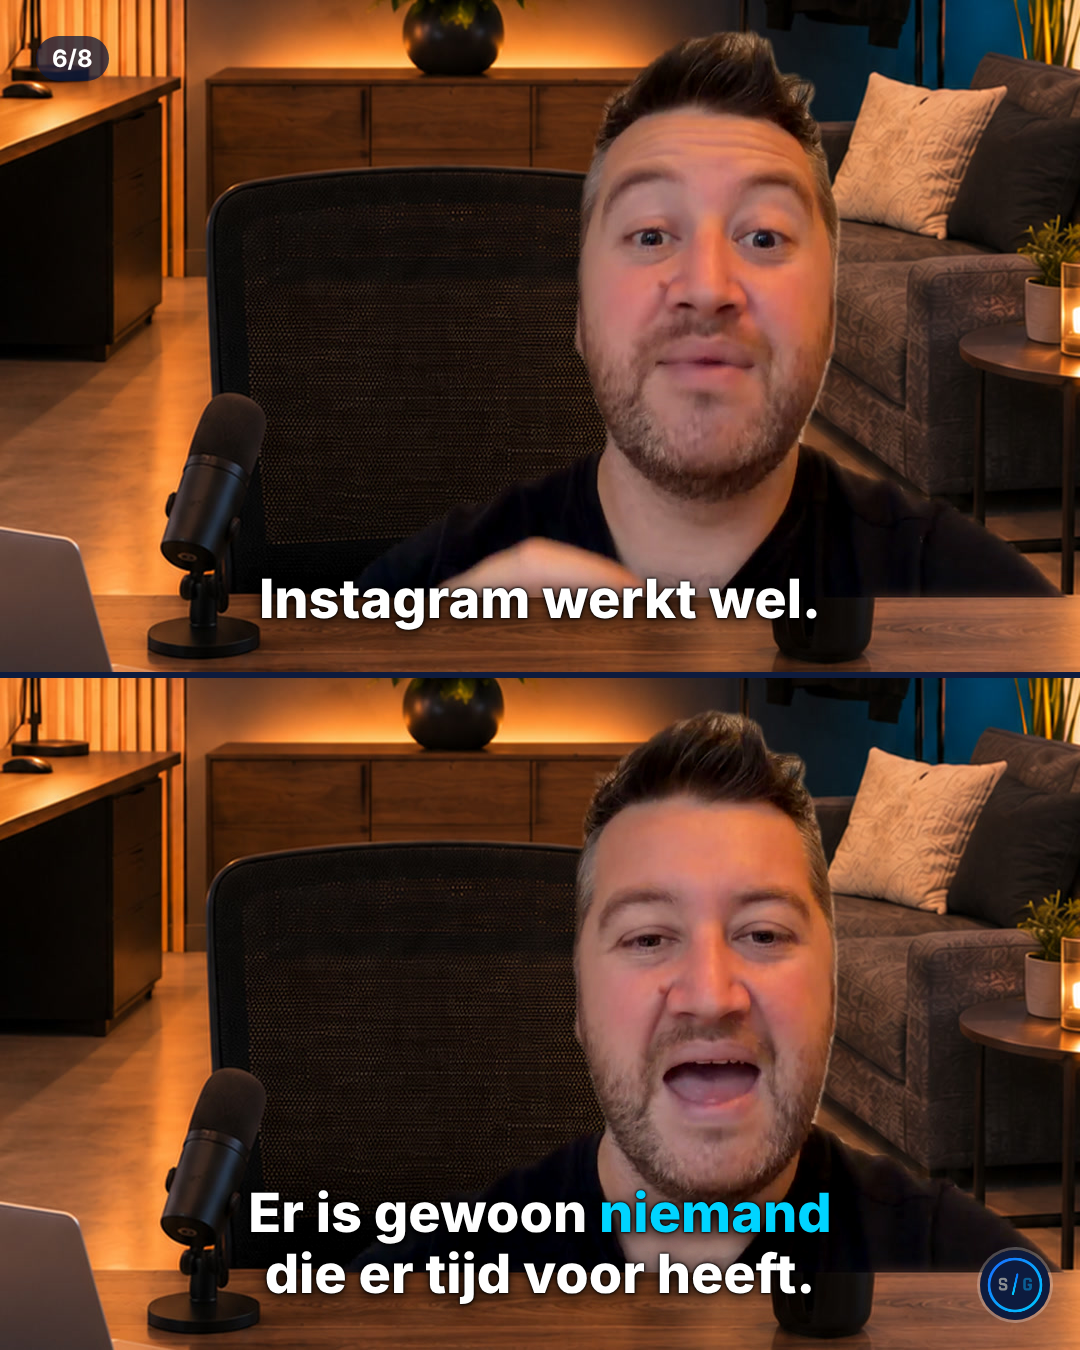 6/8
Instagram werkt wel.
Er is gewoon niemand
die er tijd voor heeft.
S/G